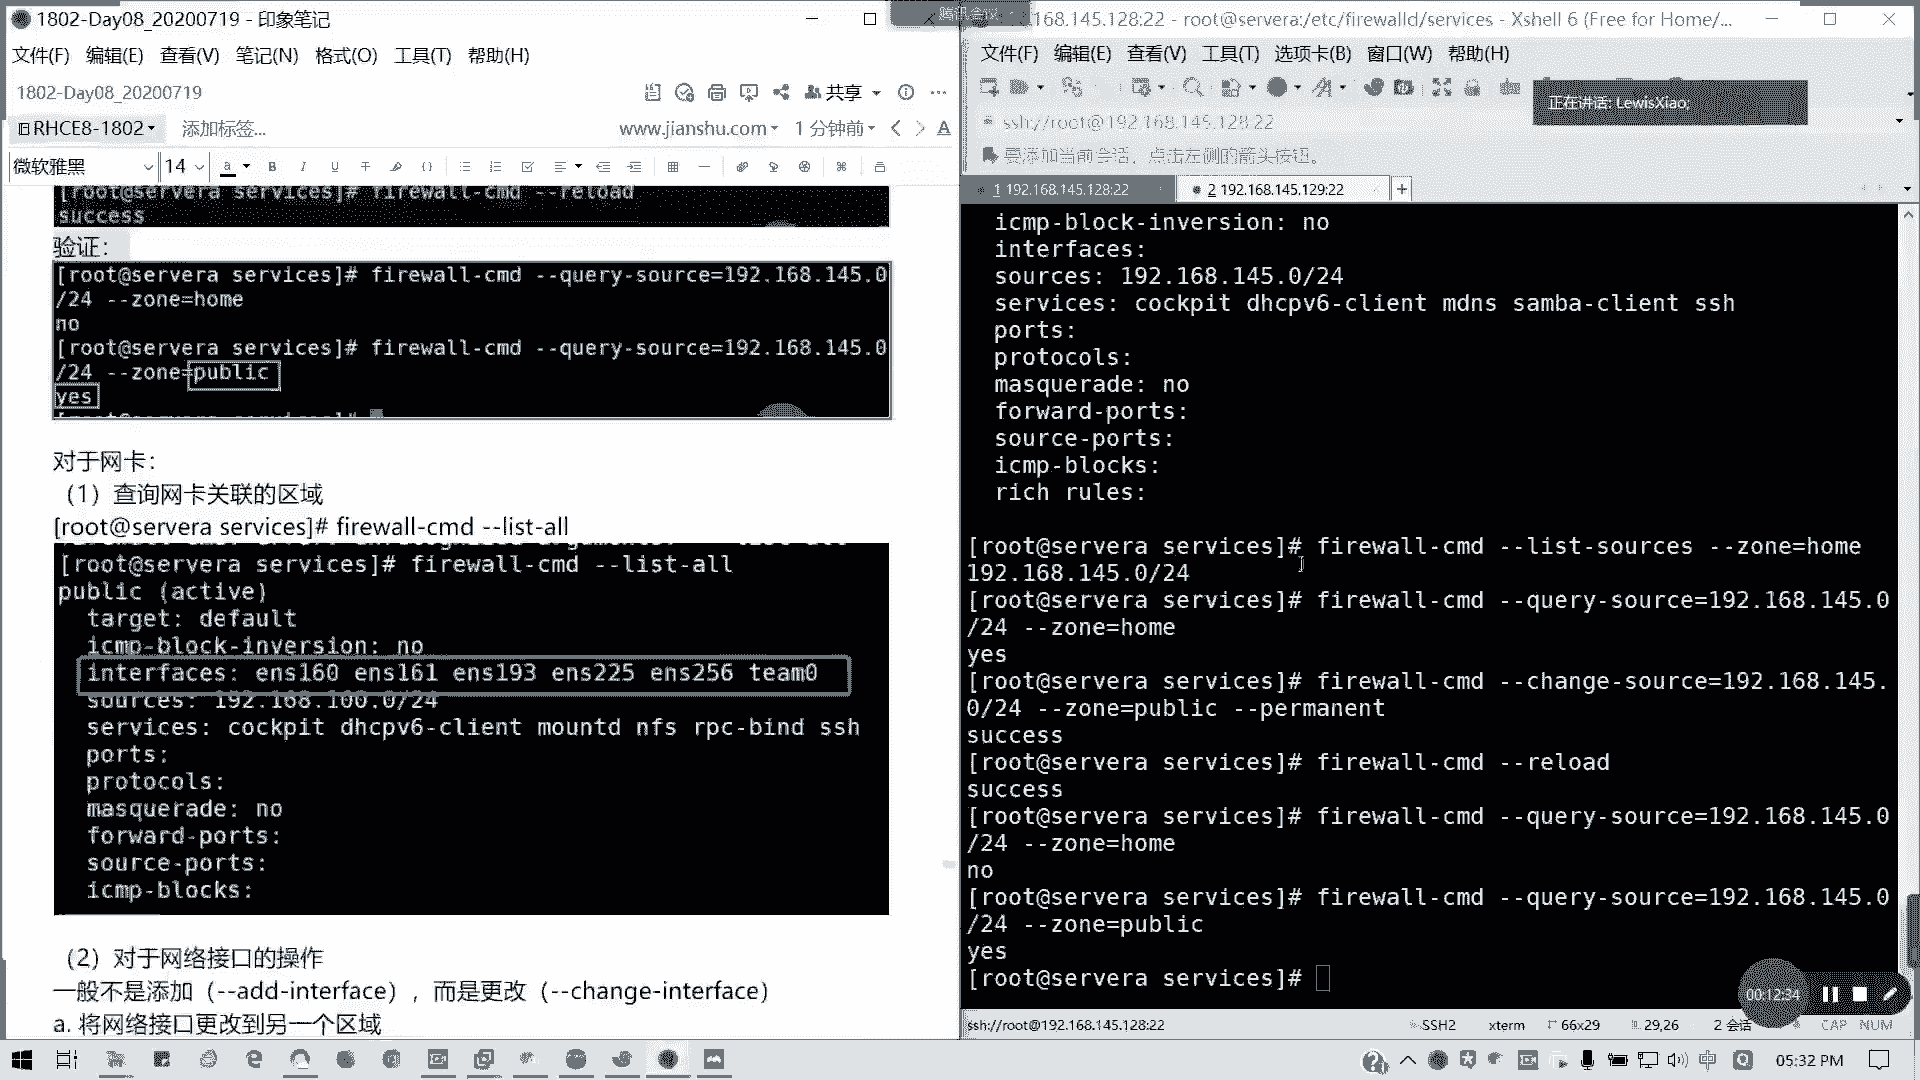 1802-Day08_20200719 - 印象笔记
文件(F) 编辑(E) 查看(V) 笔记(N) 格式(O) 工具(T) 帮助(H)
1802-Day08_20200719
共享
RHCE8-1802
添加标签...
www.jianshu.com
1 分钟前
微软雅黑
14
[root@servera services]# firewall-cmd --reload
success
验证：
[root@servera services]# firewall-cmd --query-source=192.168.145.0
/24 --zone=home
no
[root@servera services]# firewall-cmd --query-source=192.168.145.0
/24 --zone=public
yes
对于网卡：
（1）查询网卡关联的区域
[root@servera services]# firewall-cmd --list-all
[root@servera services]# firewall-cmd --list-all
public (active)
target: default
icmp-block-inversion: no
interfaces: ens160 ens161 ens193 ens225 ens256 team0
sources: 192.168.100.0/24
services: cockpit dhcpv6-client mountd nfs rpc-bind ssh
ports:
protocols:
masquerade: no
forward-ports:
source-ports:
icmp-blocks:
（2）对于网络接口的操作
一般不是添加（--add-interface），而是更改（--change-interface）
a. 将网络接口更改到另一个区域
腾讯会议
.168.145.128:22 - root@servera:/etc/firewalld/services - Xshell 6 (Free for Home/...
文件(F) 编辑(E) 查看(V) 工具(T) 选项卡(B) 窗口(W) 帮助(H)
正在讲话: LewisXiao;
ssh://root@192.168.145.128:22
要添加当前会话，点击左侧的箭头按钮。
1 192.168.145.128:22
2 192.168.145.129:22
icmp-block-inversion: no
interfaces:
sources: 192.168.145.0/24
services: cockpit dhcpv6-client mdns samba-client ssh
ports:
protocols:
masquerade: no
forward-ports:
source-ports:
icmp-blocks:
rich rules:
[root@servera services]# firewall-cmd --list-sources --zone=home
192.168.145.0/24
[root@servera services]# firewall-cmd --query-source=192.168.145.0
/24 --zone=home
yes
[root@servera services]# firewall-cmd --change-source=192.168.145.
0/24 --zone=public --permanent
success
[root@servera services]# firewall-cmd --reload
success
[root@servera services]# firewall-cmd --query-source=192.168.145.0
/24 --zone=home
no
[root@servera services]# firewall-cmd --query-source=192.168.145.0
/24 --zone=public
yes
[root@servera services]#
00:12:34
ssh://root@192.168.145.128:22
SSH2
xterm
66x29
29,26
2 会话
CAP
NUM
中
05:32 PM